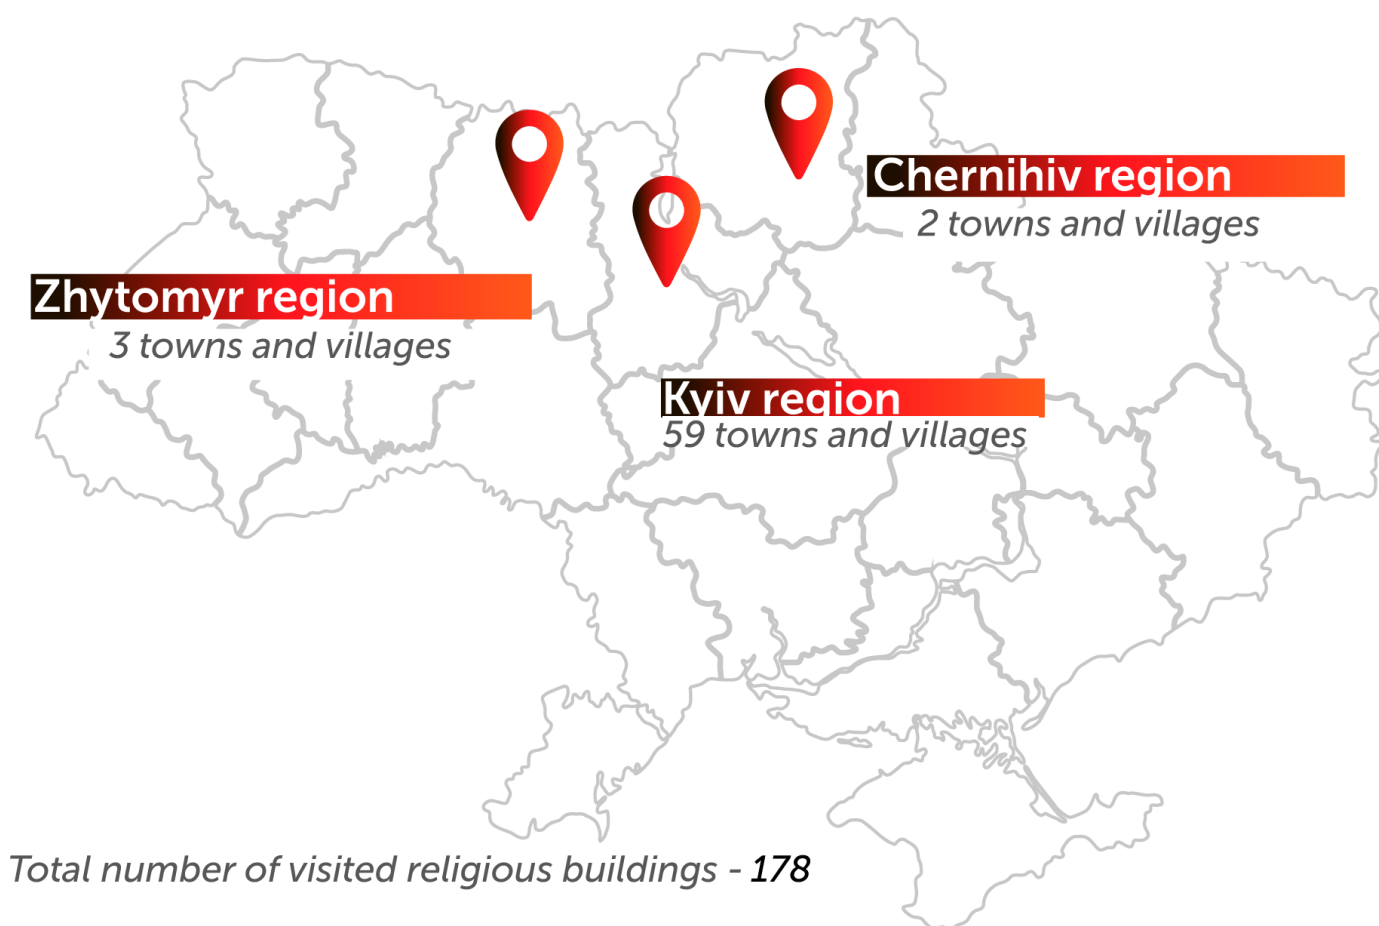 Chernihiv region
2 towns and villages
Zhytomyr region
3 towns and villages
Kyiv region
59 towns and villages
Total number of visited religious buildings - 178